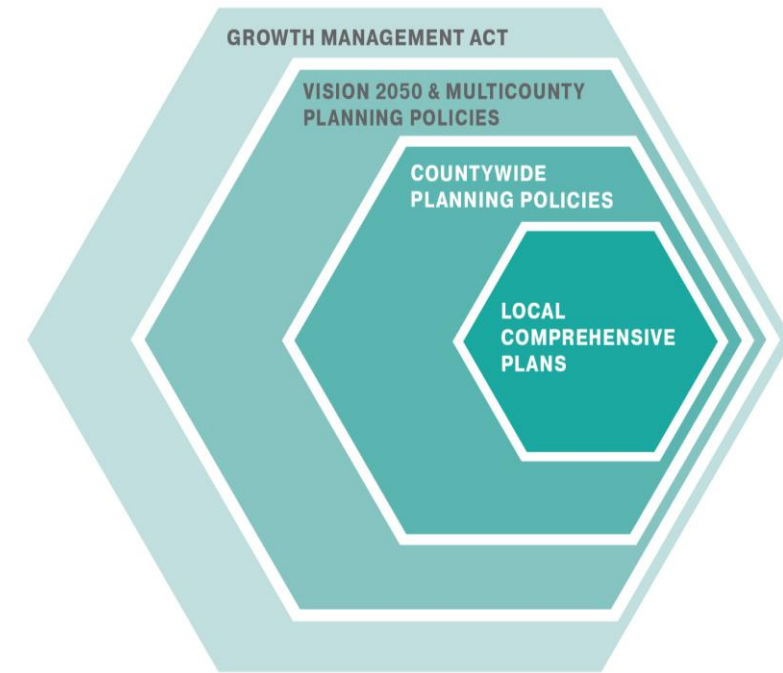 GROWTH MANAGEMENT ACT
VISION 2050 & MULTICOUNTY
PLANNING POLICIES
COUNTYWIDE
PLANNING POLICIES
LOCAL
COMPREHENSIVE
PLANS